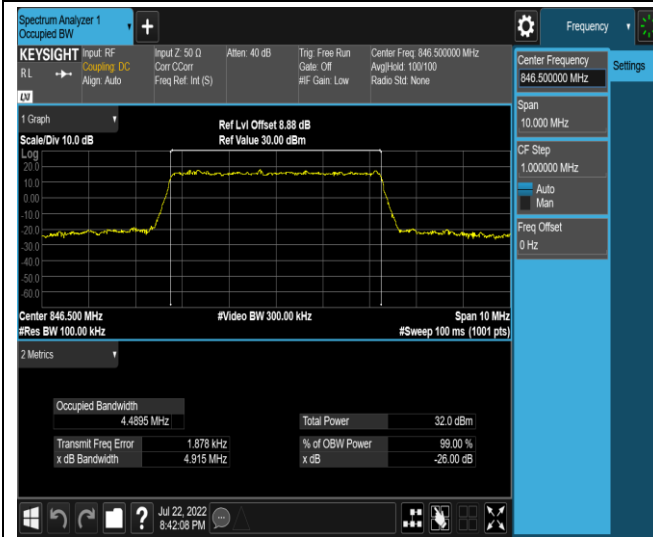 Spectrum Analyzer 1
Occupied BW
+
Frequency
KEYSIGHT
RL
Input: RF
Coupling: DC
Align: Auto
Input Z: 50 Ω
Corr CCorr
Freq Ref: Int (S)
Atten: 40 dB
Trig: Free Run
Gate: Off
#IF Gain: Low
Center Freq: 846.500000 MHz
Avg|Hold: 100/100
Radio Std: None
Center Frequency
846.500000 MHz
Settings
Span
10.000 MHz
CF Step
1.000000 MHz
Auto
Man
Freq Offset
0 Hz
1 Graph
Scale/Div 10.0 dB
Ref Lvl Offset 8.88 dB
Ref Value 30.00 dBm
Log
20.0
10.0
0.00
-10.0
-20.0
-30.0
-40.0
-50.0
-60.0
Center 846.500 MHz
#Video BW 300.00 kHz
Span 10 MHz
#Res BW 100.00 kHz
#Sweep 100 ms (1001 pts)
2 Metrics
Occupied Bandwidth
4.4895 MHz
Total Power 32.0 dBm
Transmit Freq Error 1.878 kHz
% of OBW Power 99.00 %
x dB Bandwidth 4.915 MHz
x dB -26.00 dB
?
Jul 22, 2022
8:42:08 PM